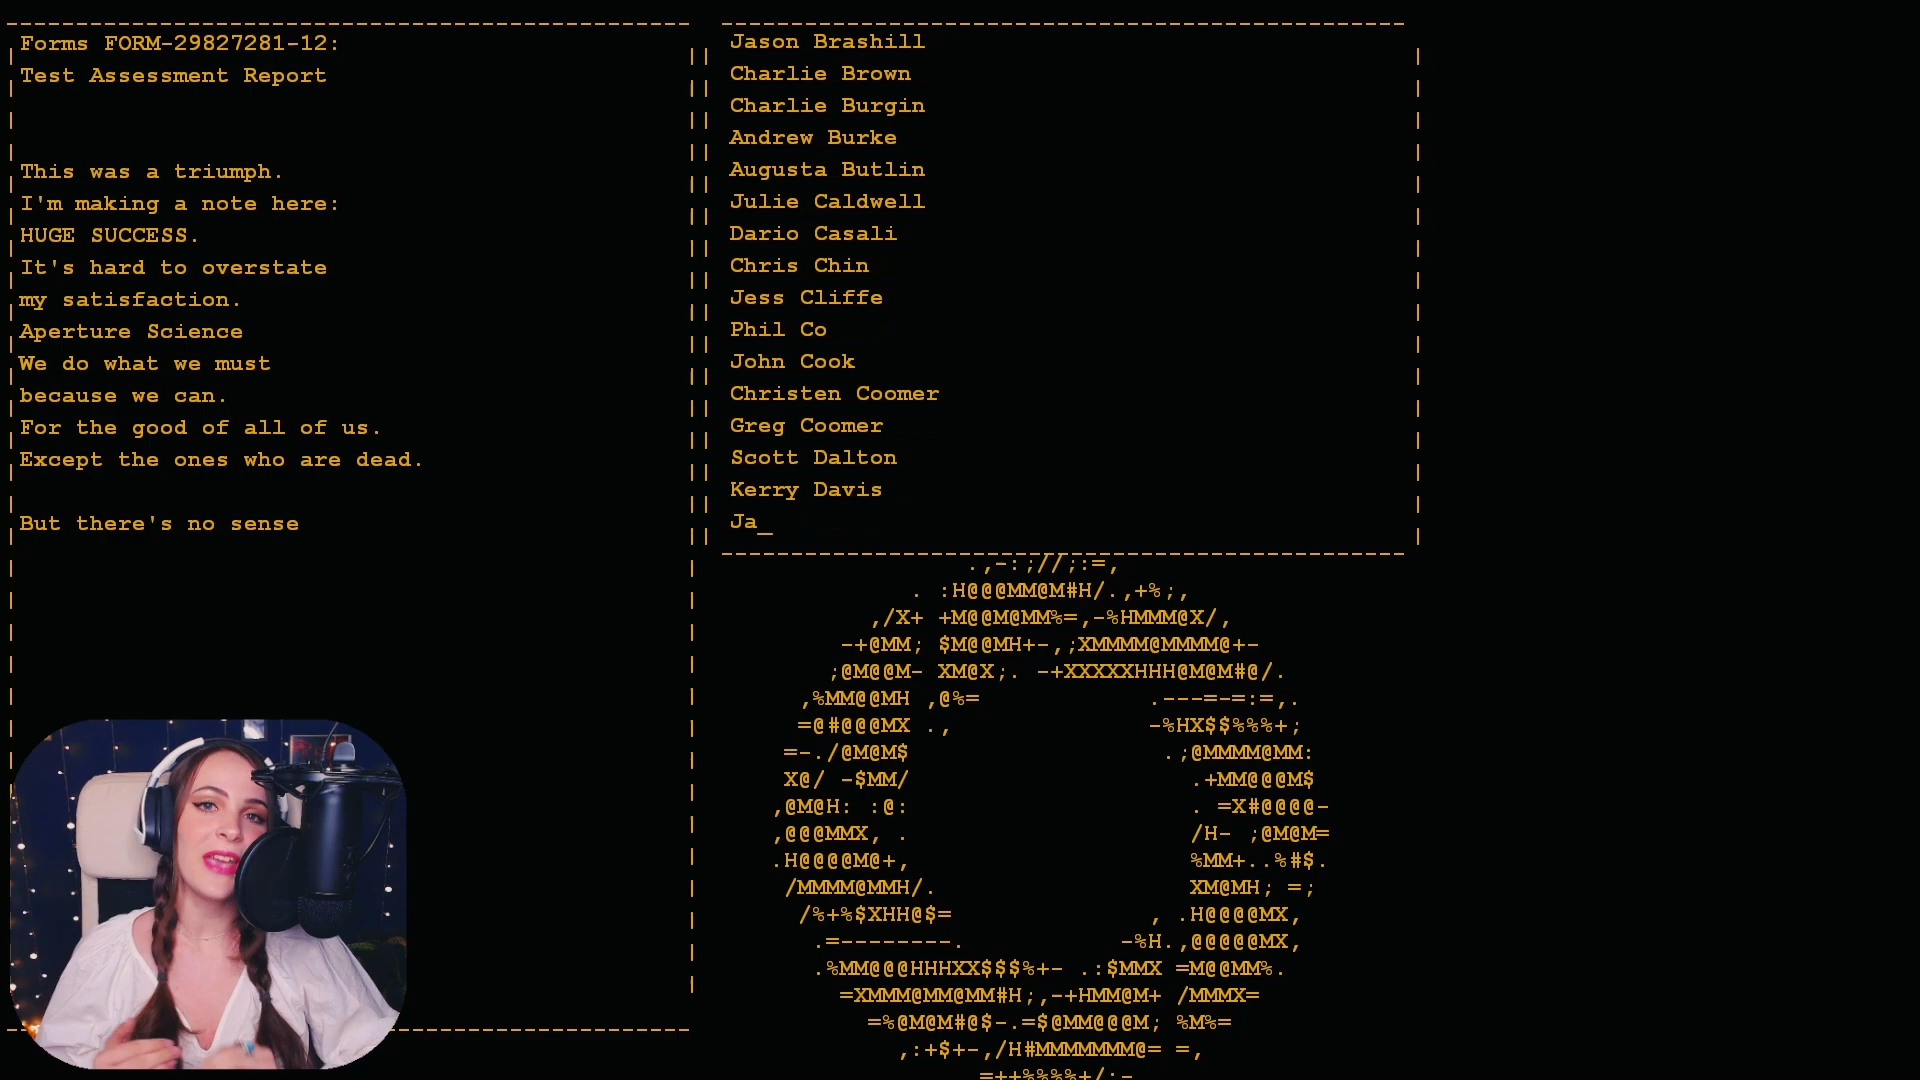 Forms FORM-29827281-12:
Test Assessment Report
This was a triumph.
I'm making a note here:
HUGE SUCCESS.
It's hard to overstate
my satisfaction.
Aperture Science
We do what we must
because we can.
For the good of all of us.
Except the ones who are dead.
But there's no sense
Jason Brashill
Charlie Brown
Charlie Burgin
Andrew Burke
Augusta Butlin
Julie Caldwell
Dario Casali
Chris Chin
Jess Cliffe
Phil Co
John Cook
Christen Coomer
Greg Coomer
Scott Dalton
Kerry Davis
Ja_